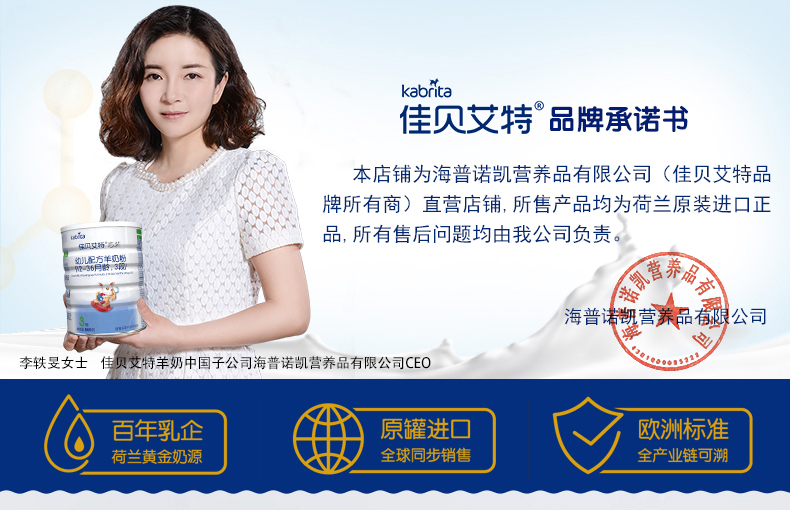 kabrita
佳贝艾特® 品牌承诺书
本店铺为海普诺凯营养品有限公司（佳贝艾特品
牌所有商）直营店铺, 所售产品均为荷兰原装进口正
品, 所有售后问题均由我公司负责。
海普诺凯营养品有限公司
海普诺凯营养品有限公司
kabrita
佳贝艾特
幼儿配方羊奶粉
(12-36月龄, 3段)
李轶旻女士 佳贝艾特羊奶中国子公司海普诺凯营养品有限公司CEO
百年乳企
荷兰黄金奶源
原罐进口
全球同步销售
欧洲标准
全产业链可溯